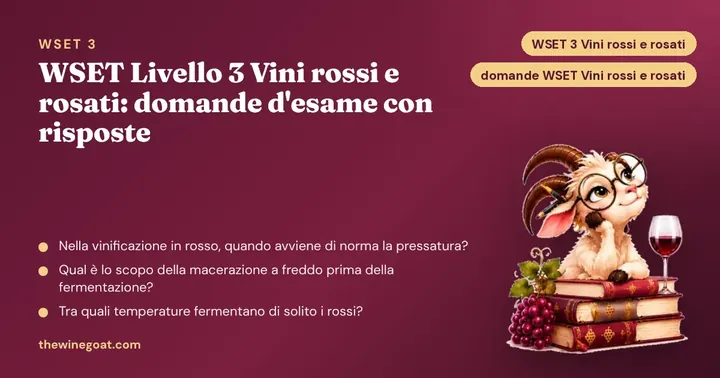 WSET 3
WSET Livello 3 Vini rossi e
rosati: domande d'esame con
risposte
WSET 3 Vini rossi e rosati
domande WSET Vini rossi e rosati
Nella vinificazione in rosso, quando avviene di norma la pressatura?
Qual è lo scopo della macerazione a freddo prima della
fermentazione?
Tra quali temperature fermentano di solito i rossi?
thewinegoat.com